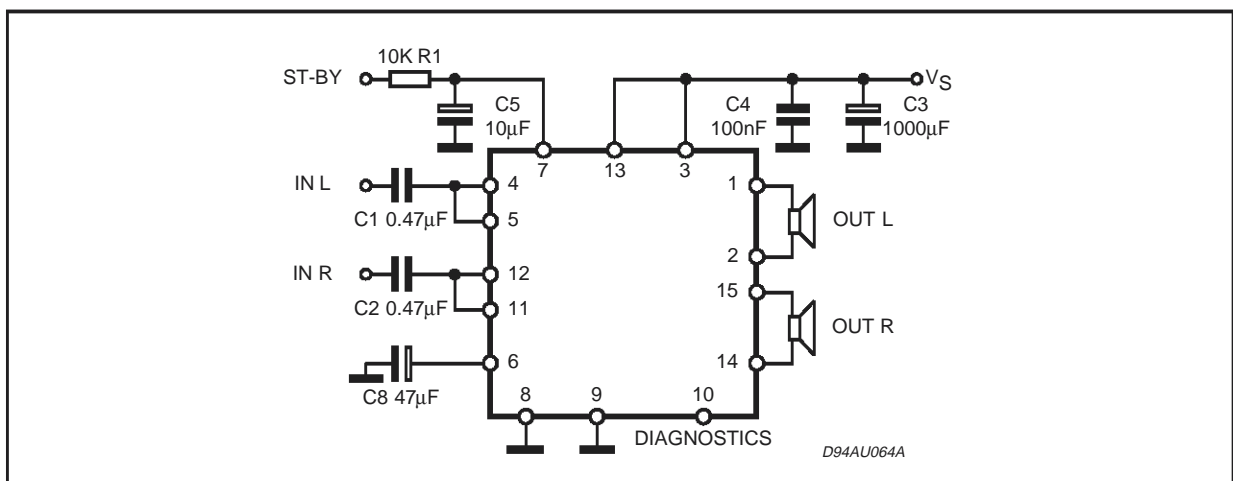 10K R1
ST-BY
C5
10μF
C4
100nF
VS
C3
1000μF
7
13
3
IN L
4
1
C1 0.47μF
5
OUT L
2
IN R
12
15
C2 0.47μF
11
OUT R
6
14
C8 47μF
8
9
10
DIAGNOSTICS
D94AU064A